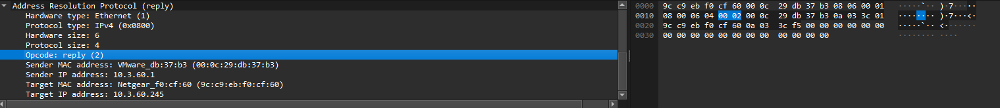 Address Resolution Protocol (reply)
Hardware type: Ethernet (1)
Protocol type: IPv4 (0x0800)
Hardware size: 6
Protocol size: 4
Opcode: reply (2)
Sender MAC address: VMware_db:37:b3 (00:0c:29:db:37:b3)
Sender IP address: 10.3.60.1
Target MAC address: Netgear_f0:cf:60 (9c:c9:eb:f0:cf:60)
Target IP address: 10.3.60.245
0000 9c c9 eb f0 cf 60 00 0c 29 db 37 b3 08 06 00 01 ·····`·· )·7·····
0010 08 00 06 04 00 02 00 0c 29 db 37 b3 0a 03 3c 01 ········ )·7···<·
0020 9c c9 eb f0 cf 60 0a 03 3c f5 00 00 00 00 00 00 ·····`·· <·······
0030 00 00 00 00 00 00 00 00 00 00 00 00 ········ ····